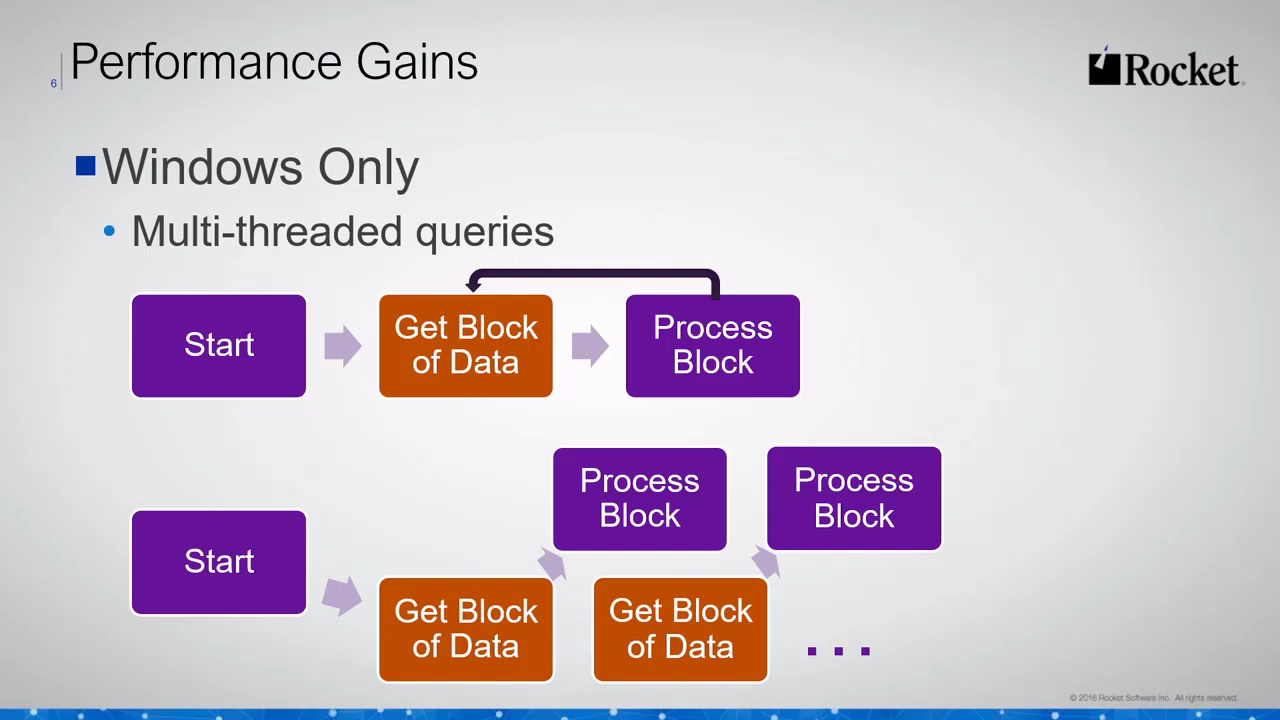 Performance Gains
6
Rocket
Windows Only
• Multi-threaded queries
Start
Get Block
of Data
Process
Block
Process
Block
Process
Block
Start
Get Block
of Data
Get Block
of Data
...
© 2016 Rocket Software Inc. All rights reserved.